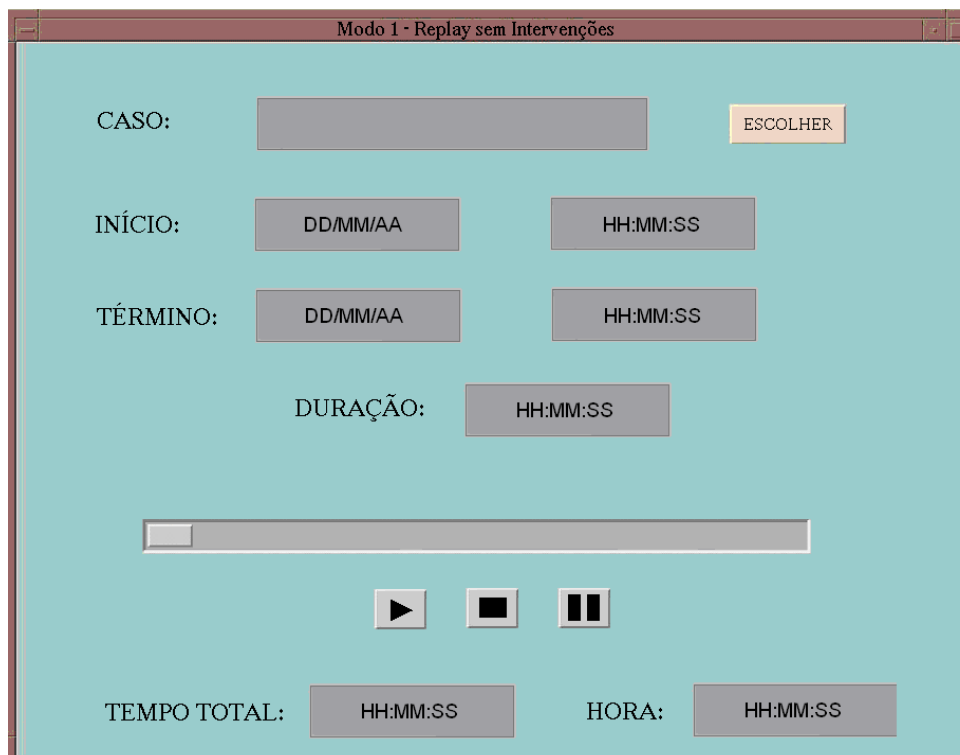 Modo 1 - Replay sem Intervenções
CASO: ESCOLHER
INÍCIO: DD/MM/AA HH:MM:SS
TÉRMINO: DD/MM/AA HH:MM:SS
DURAÇÃO: HH:MM:SS
TEMPO TOTAL: HH:MM:SS HORA: HH:MM:SS